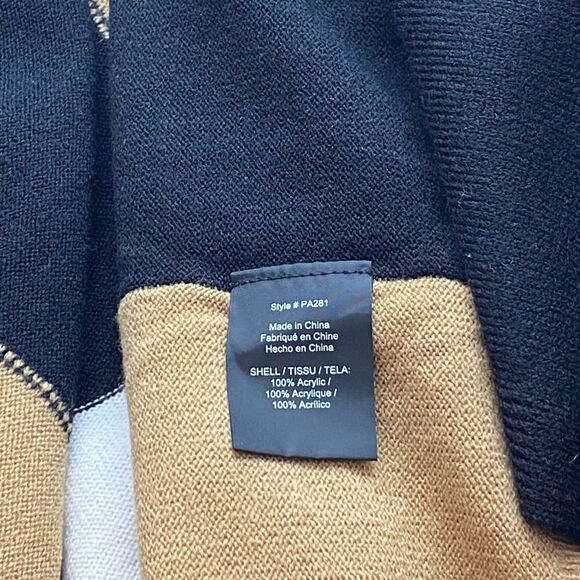 Style # PA281
Made in China
Fabriqué en Chine
Hecho en China
SHELL / TISSU / TELA:
100% Acrylic /
100% Acrylique /
100% Acrílico